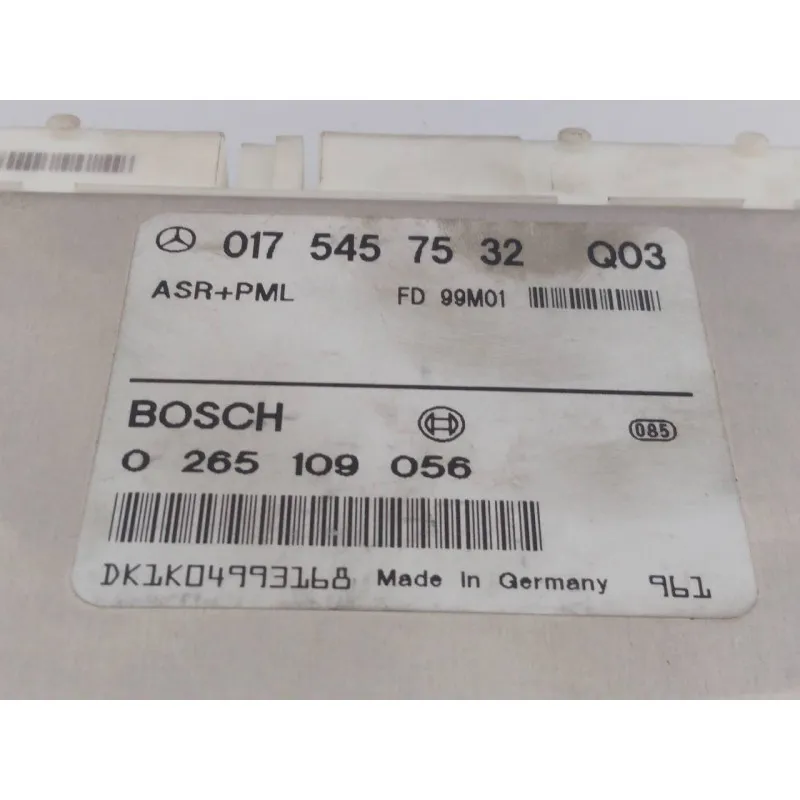 017 545 75 32 Q03
ASR+PML FD 99M01
BOSCH 085
0 265 109 056
DK1K04993168 Made In Germany 961